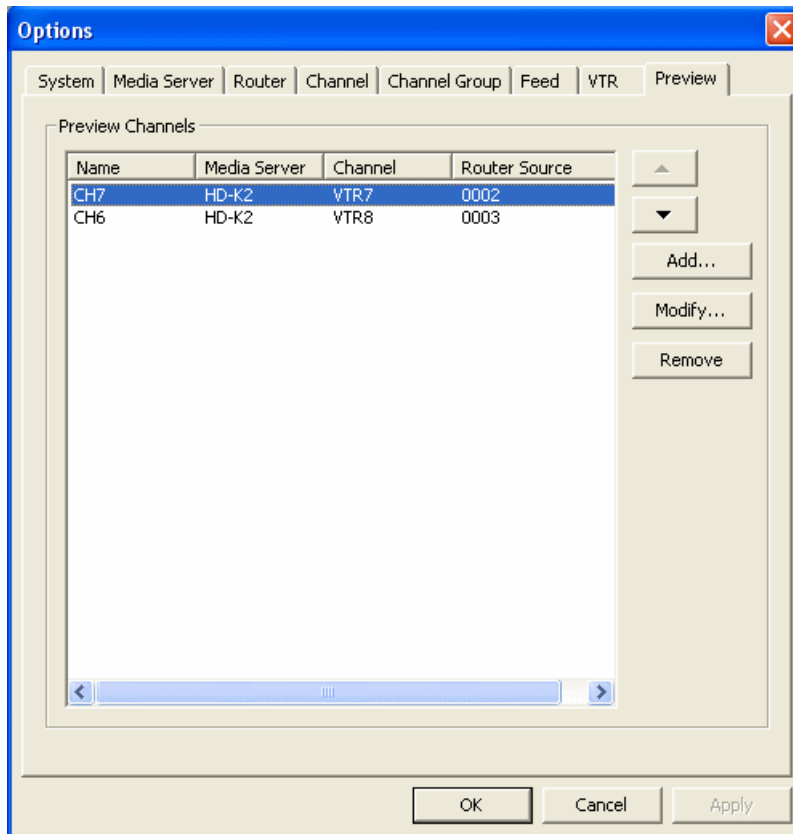 Options
System Media Server Router Channel Channel Group Feed VTR Preview
Preview Channels
Name Media Server Channel Router Source
CH7 HD-K2 VTR7 0002
CH6 HD-K2 VTR8 0003
Add...
Modify...
Remove
OK Cancel Apply